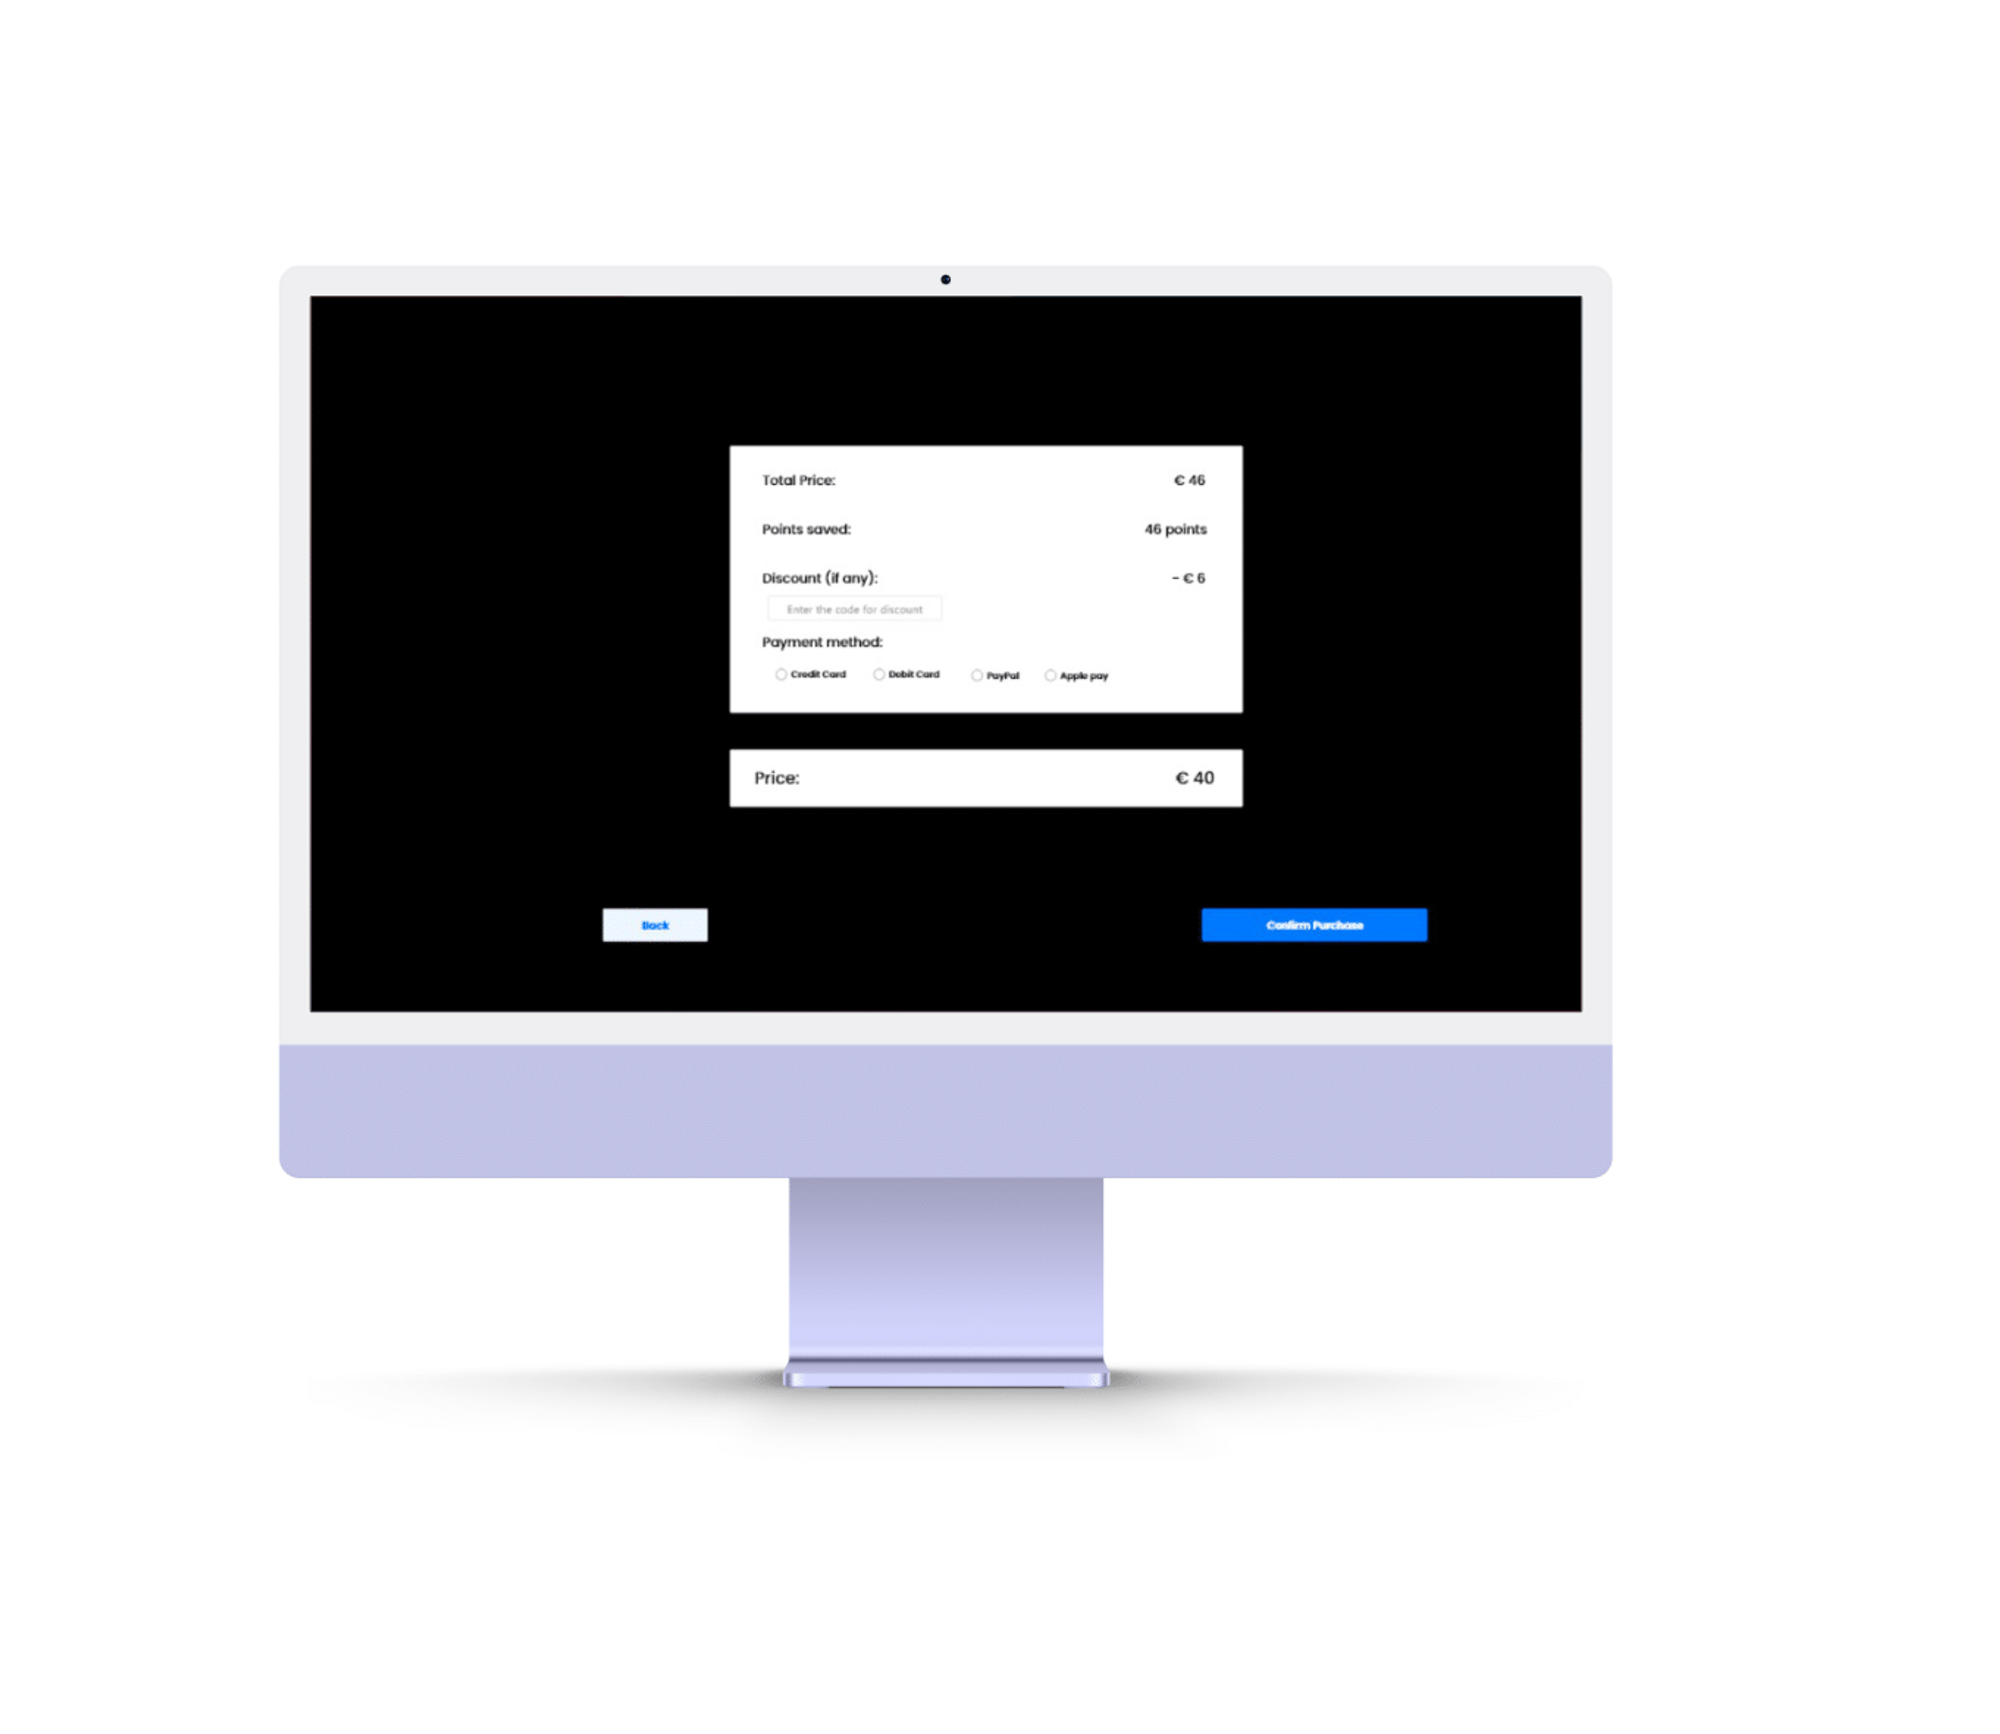 Total Price: € 46
Points saved: 46 points
Discount (if any): - € 6
Enter the code for discount
Payment method:
Credit Card Debit Card PayPal Apple pay
Price: € 40
Back Confirm Purchase